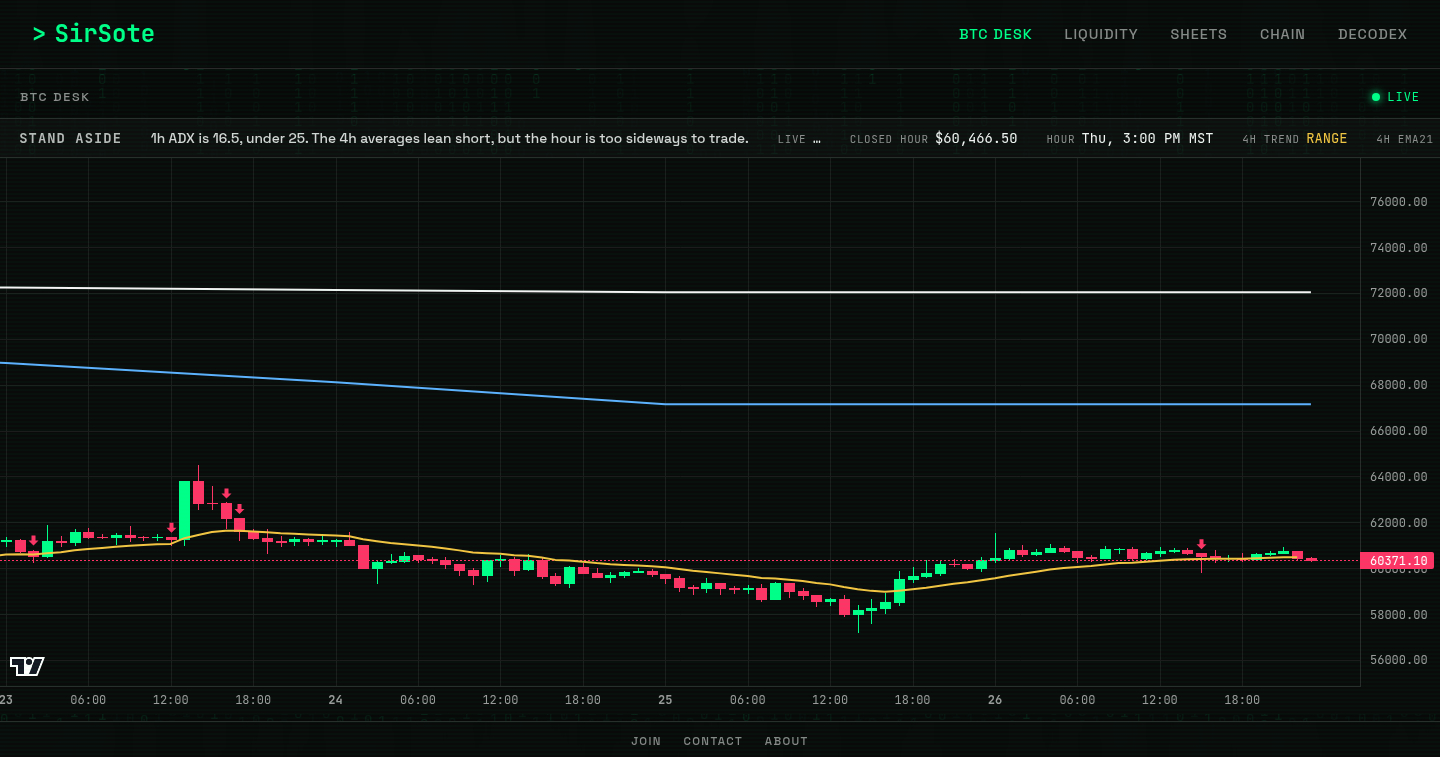 > SirSote
BTC DESK LIQUIDITY SHEETS CHAIN DECODEX
BTC DESK
LIVE
STAND ASIDE 1h ADX is 16.5, under 25. The 4h averages lean short, but the hour is too sideways to trade. LIVE … CLOSED HOUR $60,466.50 HOUR Thu, 3:00 PM MST 4H TREND RANGE 4H EMA21
76000.00
74000.00
72000.00
70000.00
68000.00
66000.00
64000.00
62000.00
60371.10
60000.00
58000.00
56000.00
23 06:00 12:00 18:00 24 06:00 12:00 18:00 25 06:00 12:00 18:00 26 06:00 12:00 18:00
JOIN CONTACT ABOUT